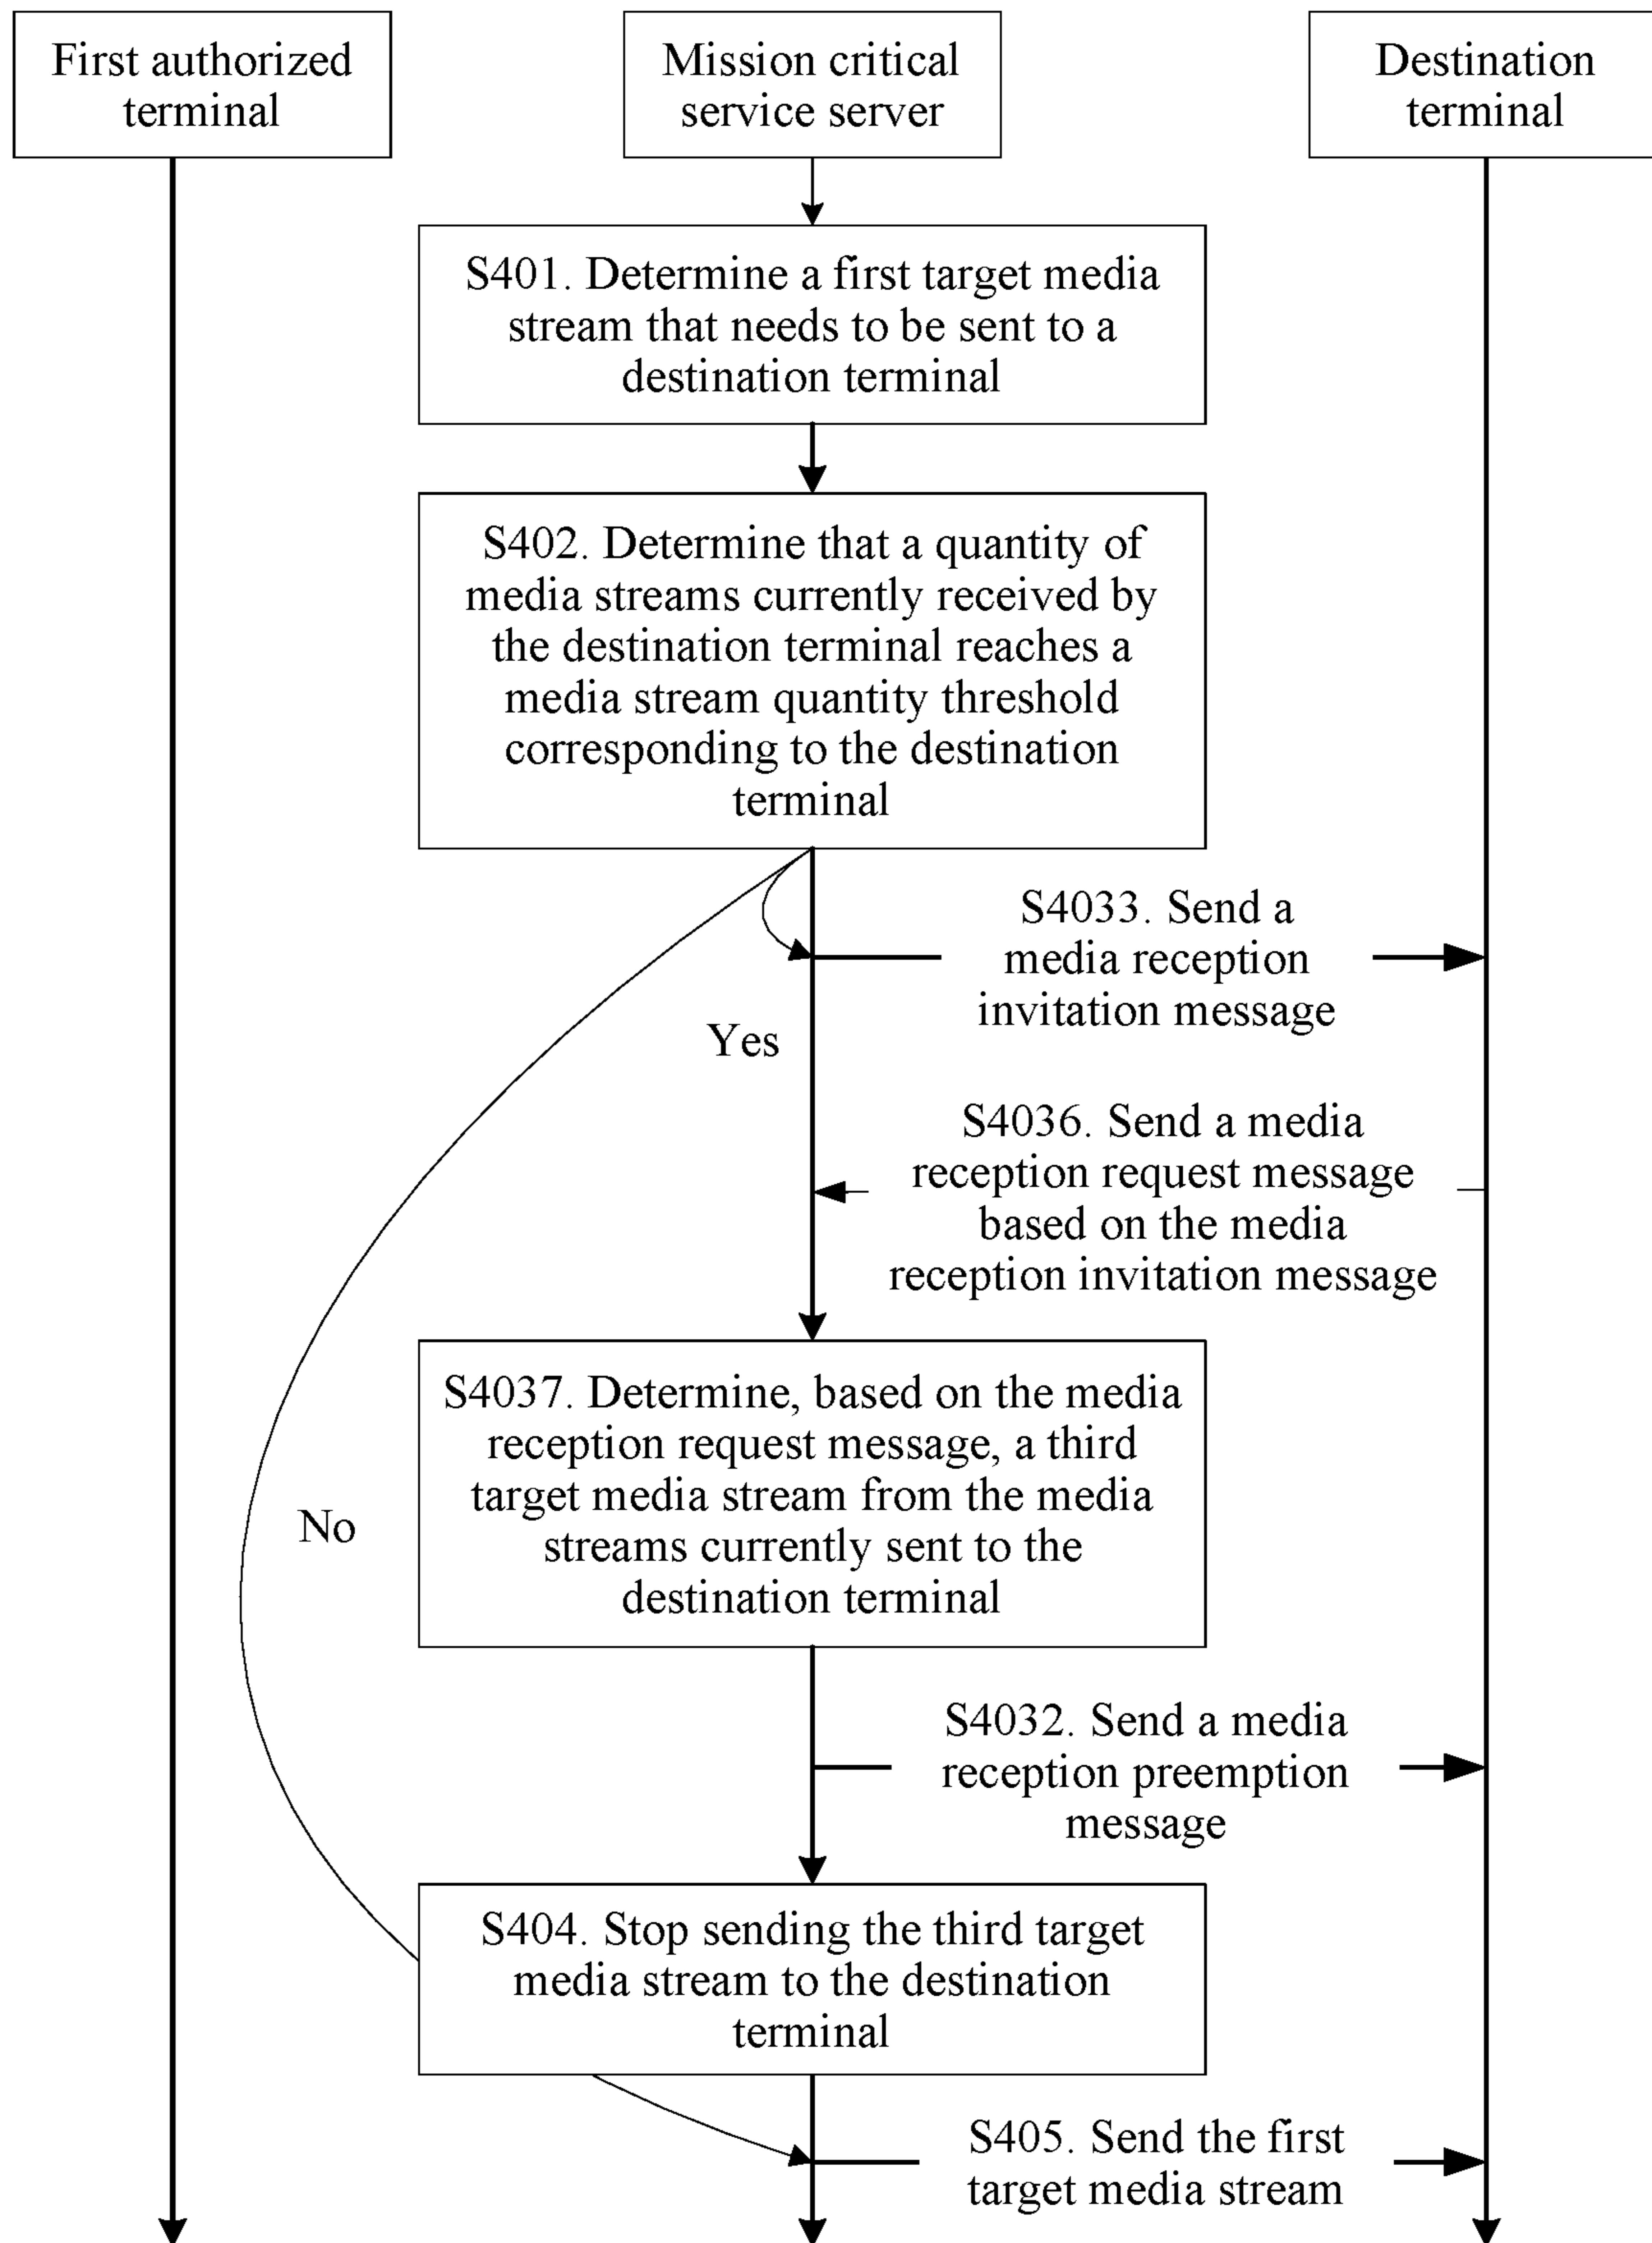 First authorized
terminal
Mission critical
service server
Destination
terminal
S401. Determine a first target media
stream that needs to be sent to a
destination terminal
S402. Determine that a quantity of
media streams currently received by
the destination terminal reaches a
media stream quantity threshold
corresponding to the destination
terminal
S4033. Send a
media reception
invitation message
Yes
S4036. Send a media
reception request message
based on the media
reception invitation message
S4037. Determine, based on the media
reception request message, a third
target media stream from the media
streams currently sent to the
destination terminal
No
S4032. Send a media
reception preemption
message
S404. Stop sending the third target
media stream to the destination
terminal
S405. Send the first
target media stream